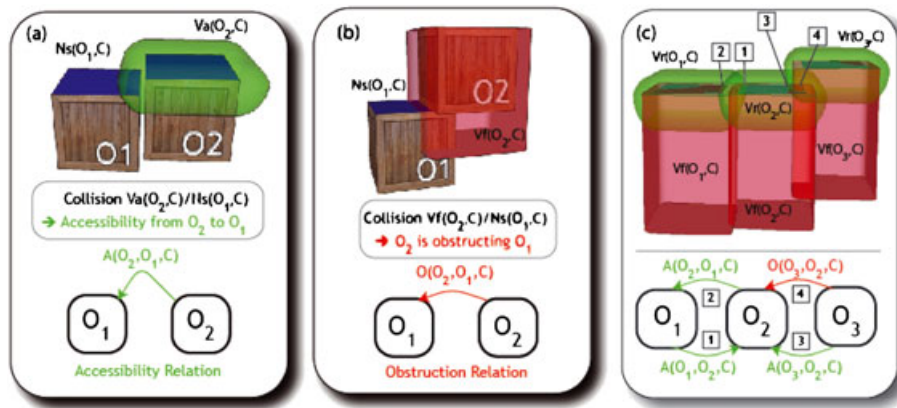 (a)
Va(O₂,C)
Ns(O₁,C)
O1
O2
Collision Va(O₂,C)/Ns(O₁,C)
➔ Accessibility from O₂ to O₁
A(O₂,O₁,C)
O₁
O₂
Accessibility Relation
(b)
Ns(O₁,C)
O2
Vf(O₂,C)
O1
Collision Vf(O₂,C)/Ns(O₁,C)
➔ O₂ is obstructing O₁
O(O₂,O₁,C)
O₁
O₂
Obstruction Relation
(c)
3
Vr(O₁,C)
2
1
4
Vr(O₃,C)
Vr(O₂,C)
Vf(O₁,C)
Vf(O₃,C)
Vf(O₂,C)
A(O₂,O₁,C)
O(O₃,O₂,C)
2
4
O₁
O₂
O₃
1
3
A(O₁,O₂,C)
A(O₃,O₂,C)